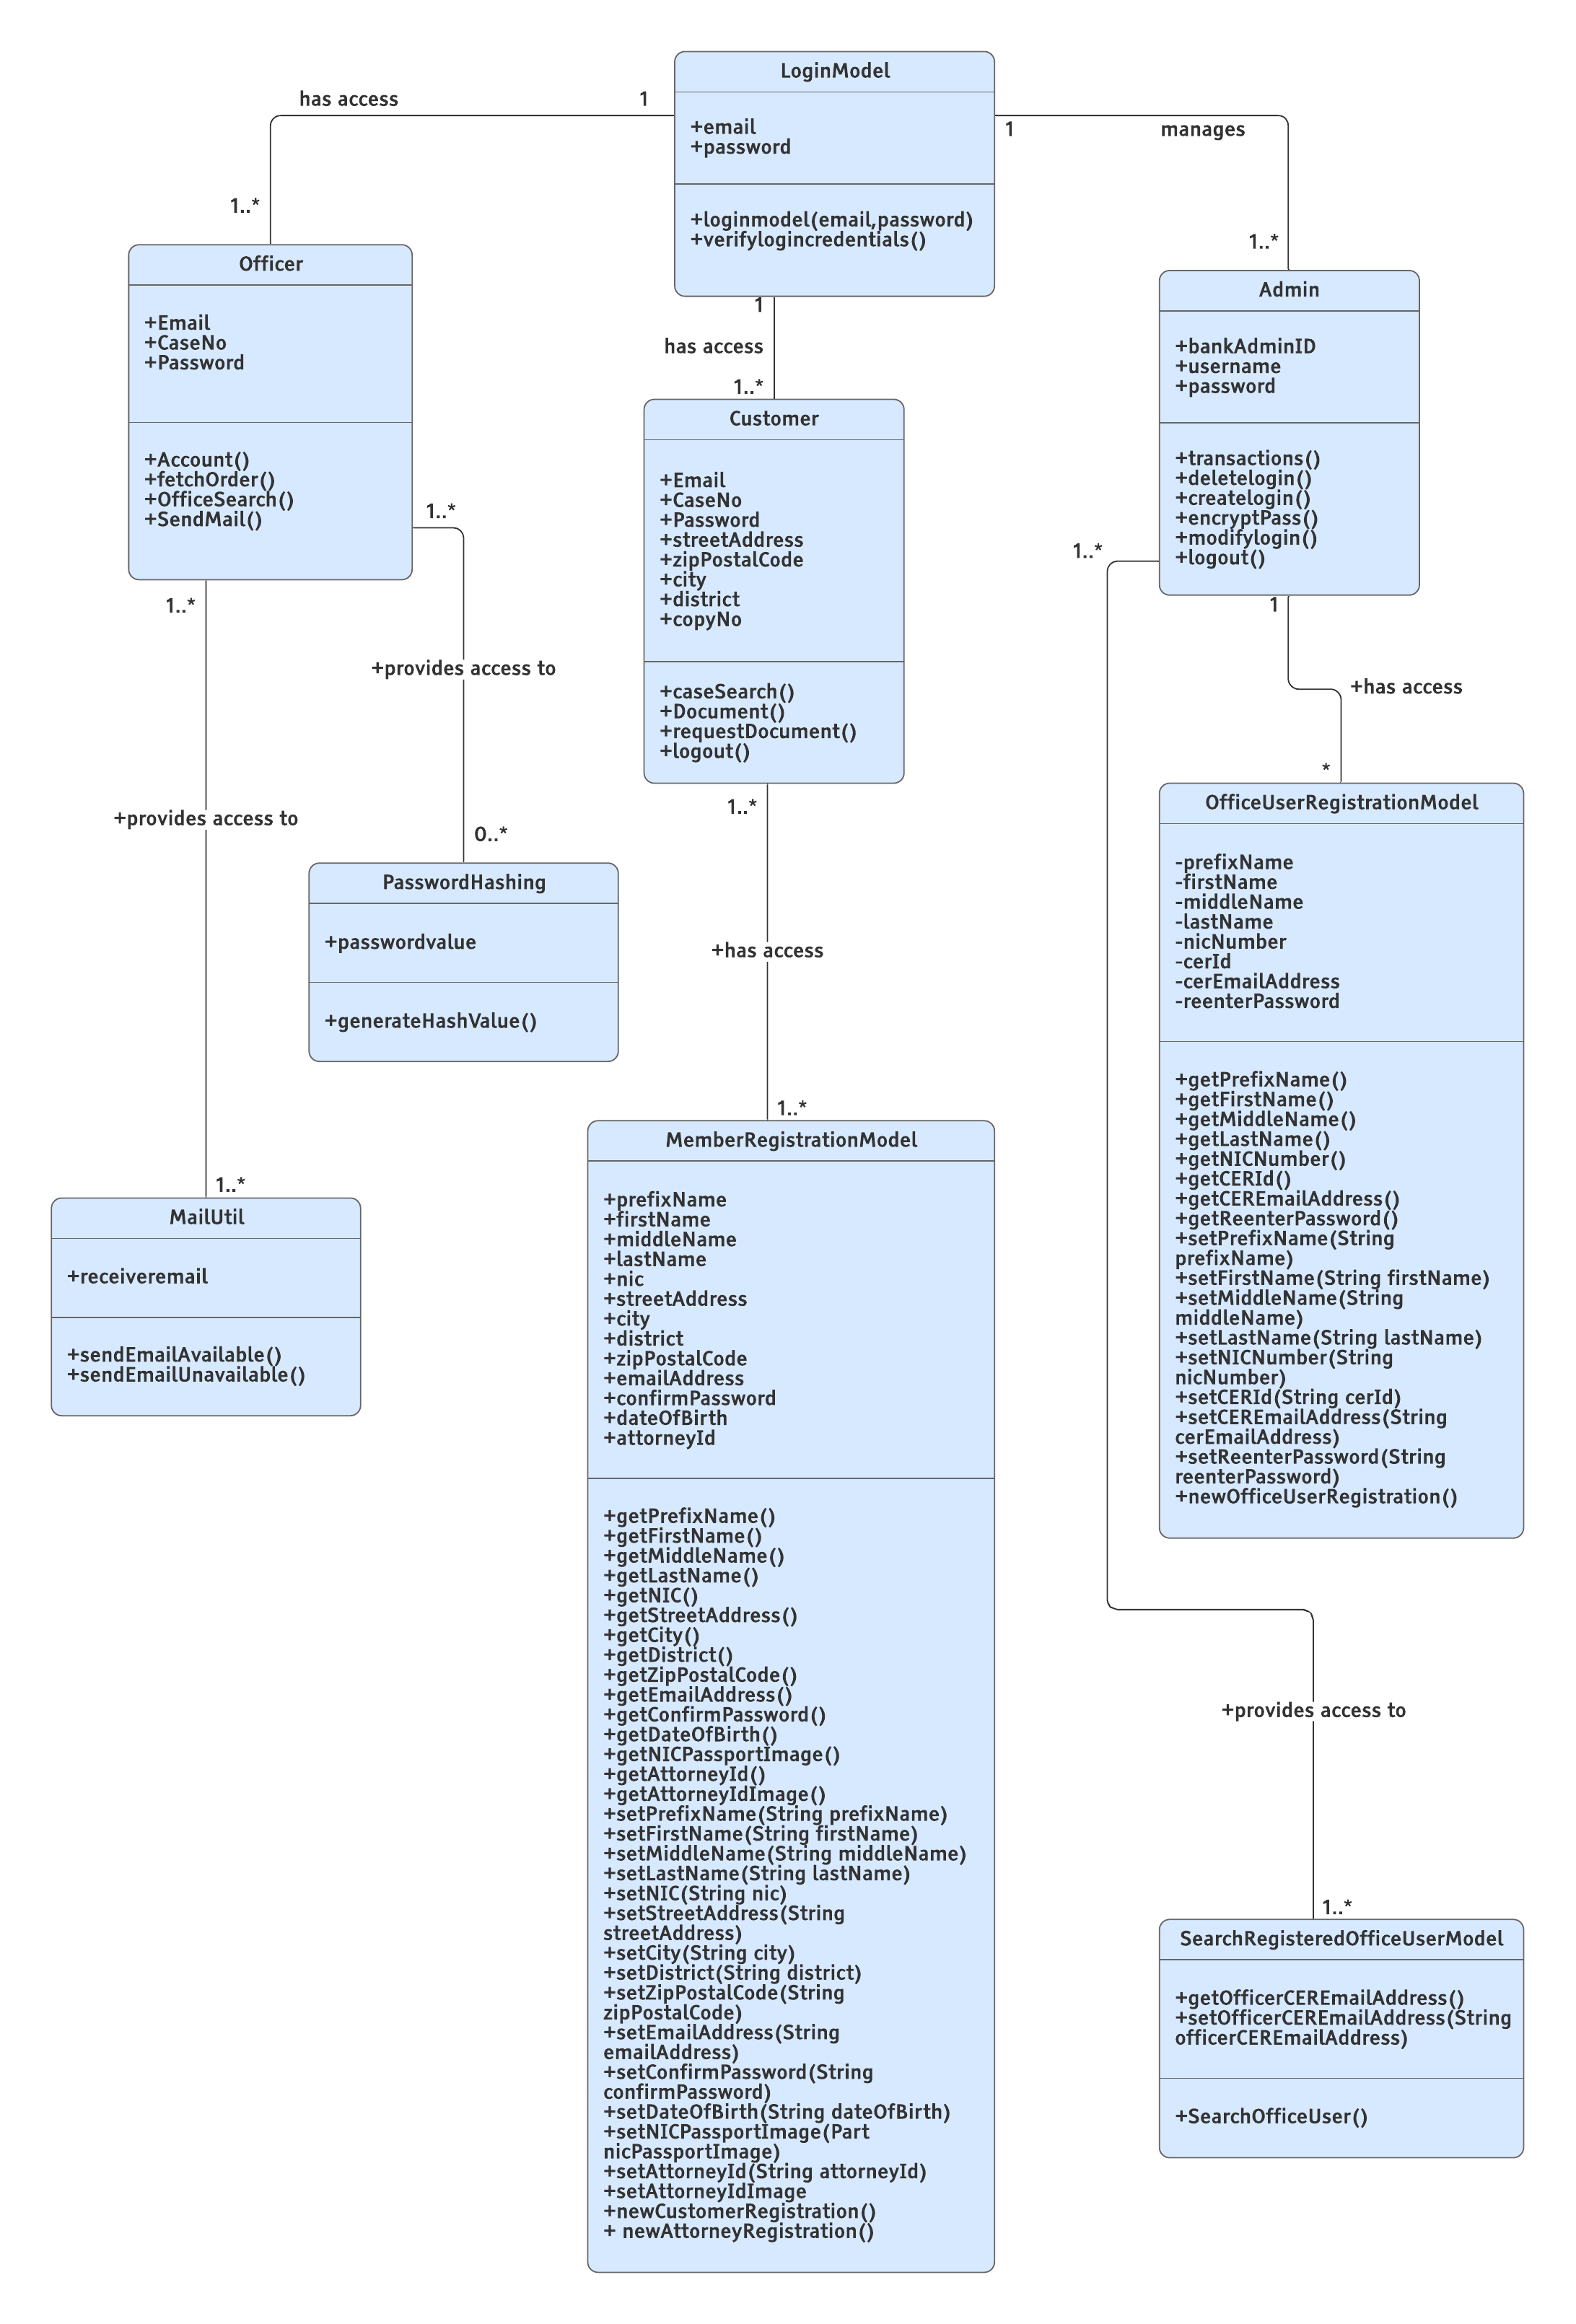 LoginModel
+email
+password
+loginmodel(email,password)
+verifylogincredentials()
has access
1
1..*
1
manages
1..*
1
has access
1..*
Officer
+Email
+CaseNo
+Password
+Account()
+fetchOrder()
+OfficeSearch()
+SendMail()
Customer
+Email
+CaseNo
+Password
+streetAddress
+zipPostalCode
+city
+district
+copyNo
+caseSearch()
+Document()
+requestDocument()
+logout()
Admin
+bankAdminID
+username
+password
+transactions()
+deletelogin()
+createlogin()
+encryptPass()
+modifylogin()
+logout()
1..*
+provides access to
0..*
1..*
+provides access to
1..*
1..*
+has access
1..*
1..*
1
+has access
*
PasswordHashing
+passwordvalue
+generateHashValue()
MailUtil
+receiveremail
+sendEmailAvailable()
+sendEmailUnavailable()
MemberRegistrationModel
+prefixName
+firstName
+middleName
+lastName
+nic
+streetAddress
+city
+district
+zipPostalCode
+emailAddress
+confirmPassword
+dateOfBirth
+attorneyId
+getPrefixName()
+getFirstName()
+getMiddleName()
+getLastName()
+getNIC()
+getStreetAddress()
+getCity()
+getDistrict()
+getZipPostalCode()
+getEmailAddress()
+getConfirmPassword()
+getDateOfBirth()
+getNICPassportImage()
+getAttorneyId()
+getAttorneyIdImage()
+setPrefixName(String prefixName)
+setFirstName(String firstName)
+setMiddleName(String middleName)
+setLastName(String lastName)
+setNIC(String nic)
+setStreetAddress(String
streetAddress)
+setCity(String city)
+setDistrict(String district)
+setZipPostalCode(String
zipPostalCode)
+setEmailAddress(String
emailAddress)
+setConfirmPassword(String
confirmPassword)
+setDateOfBirth(String dateOfBirth)
+setNICPassportImage(Part
nicPassportImage)
+setAttorneyId(String attorneyId)
+setAttorneyIdImage
+newCustomerRegistration()
+ newAttorneyRegistration()
OfficeUserRegistrationModel
-prefixName
-firstName
-middleName
-lastName
-nicNumber
-cerId
-cerEmailAddress
-reenterPassword
+getPrefixName()
+getFirstName()
+getMiddleName()
+getLastName()
+getNICNumber()
+getCERId()
+getCEREmailAddress()
+getReenterPassword()
+setPrefixName(String
prefixName)
+setFirstName(String firstName)
+setMiddleName(String
middleName)
+setLastName(String lastName)
+setNICNumber(String
nicNumber)
+setCERId(String cerId)
+setCEREmailAddress(String
cerEmailAddress)
+setReenterPassword(String
reenterPassword)
+newOfficeUserRegistration()
+provides access to
1..*
SearchRegisteredOfficeUserModel
+getOfficerCEREmailAddress()
+setOfficerCEREmailAddress(String
officerCEREmailAddress)
+SearchOfficeUser()